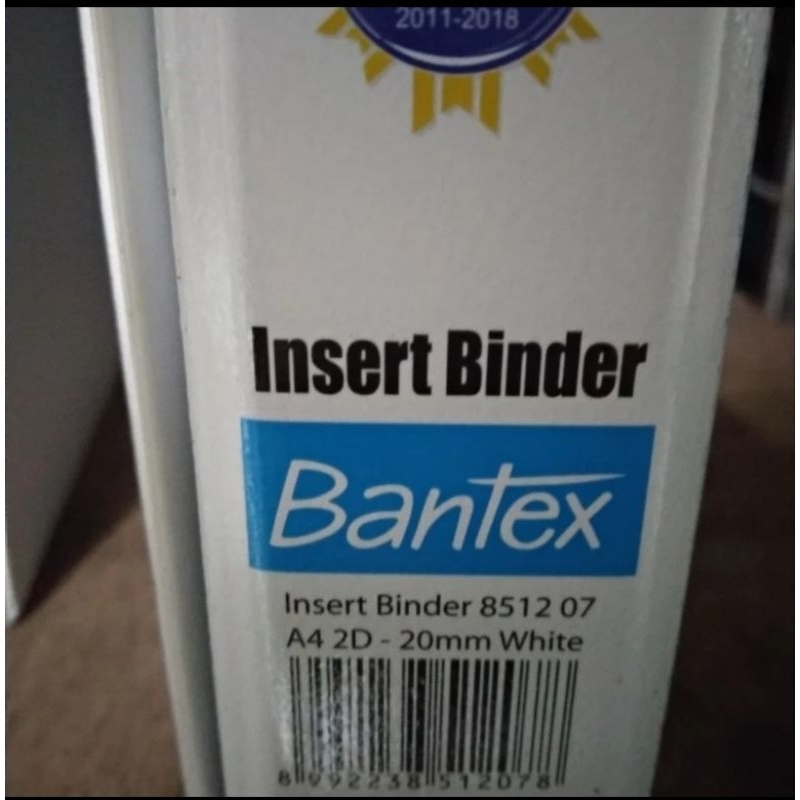 2011-2018
Insert Binder
Bantex
Insert Binder 8512 07
A4 2D - 20mm White
8 992238 512078